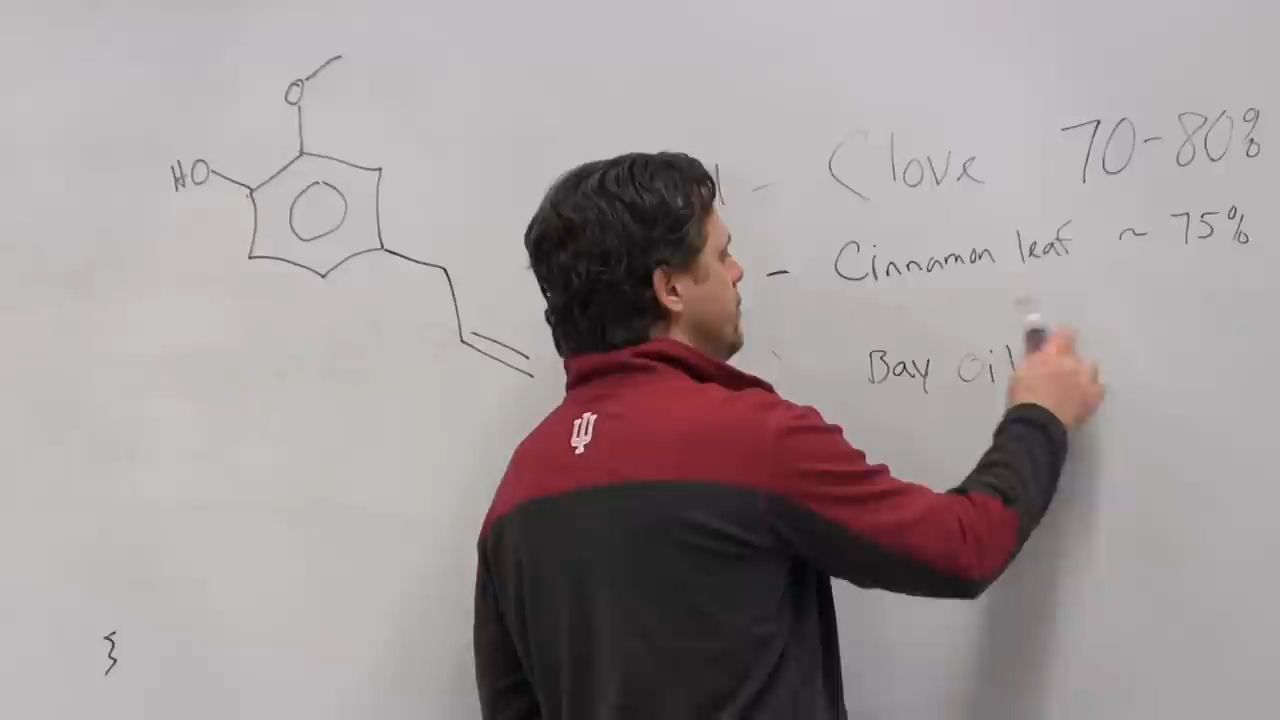 O
HO
l - Clove 70-80%
- Cinnamon leaf ~ 75%
Bay oil